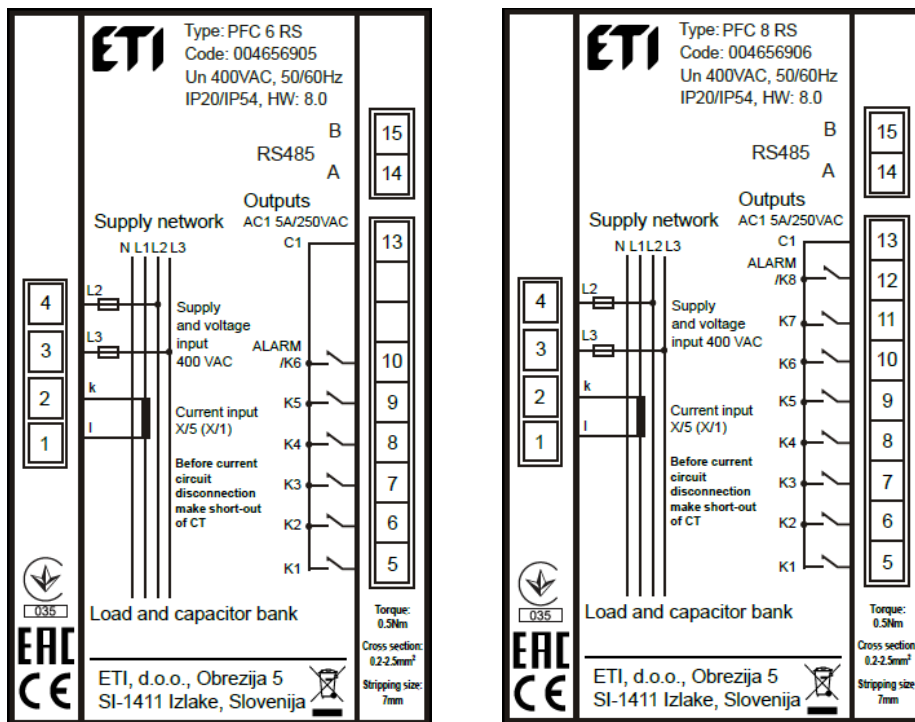 ETI
Type: PFC 6 RS
Code: 004656905
Un 400VAC, 50/60Hz
IP20/IP54, HW: 8.0
B
15
RS485
A
14
Outputs
AC1 5A/250VAC
Supply network
N L1 L2 L3
C1
13
L2
4
Supply
and voltage
input
400 VAC
L3
3
ALARM
/K6
10
k
2
K5
9
Current input
X/5 (X/1)
l
1
K4
8
Before current
circuit
disconnection
make short-out
of CT
K3
7
K2
6
K1
5
035
Load and capacitor bank
Torque:
0.5Nm
EAC
Cross section:
0.2-2.5mm²
CE
ETI, d.o.o., Obrezija 5
SI-1411 Izlake, Slovenija
Stripping size:
7mm
ETI
Type: PFC 8 RS
Code: 004656906
Un 400VAC, 50/60Hz
IP20/IP54, HW: 8.0
B
15
RS485
A
14
Outputs
AC1 5A/250VAC
Supply network
N L1 L2 L3
C1
13
ALARM
/K8
12
L2
4
Supply
and voltage
input 400 VAC
K7
11
L3
3
K6
10
k
2
K5
9
Current input
X/5 (X/1)
l
1
K4
8
Before current
circuit
disconnection
make short-out
of CT
K3
7
K2
6
K1
5
035
Load and capacitor bank
Torque:
0.5Nm
EAC
Cross section
0.2-2.5mm²
CE
ETI, d.o.o., Obrezija 5
SI-1411 Izlake, Slovenija
Stripping size
7mm